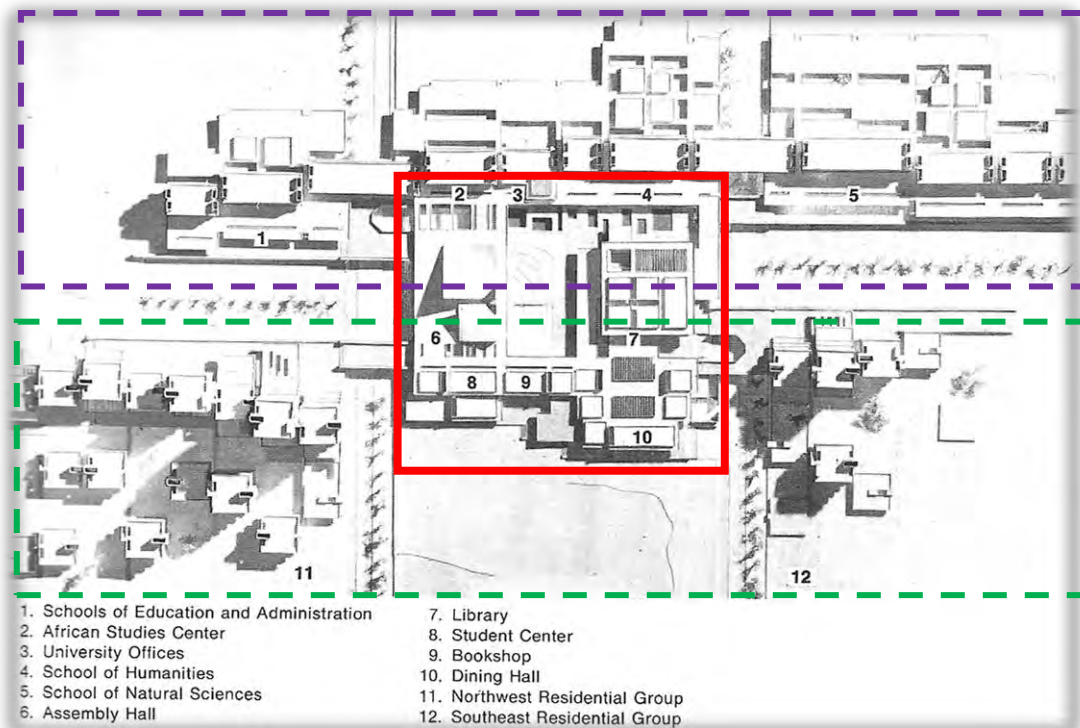 2
3
4
5
1
6
7
8
9
10
11
12
1. Schools of Education and Administration
2. African Studies Center
3. University Offices
4. School of Humanities
5. School of Natural Sciences
6. Assembly Hall
7. Library
8. Student Center
9. Bookshop
10. Dining Hall
11. Northwest Residential Group
12. Southeast Residential Group